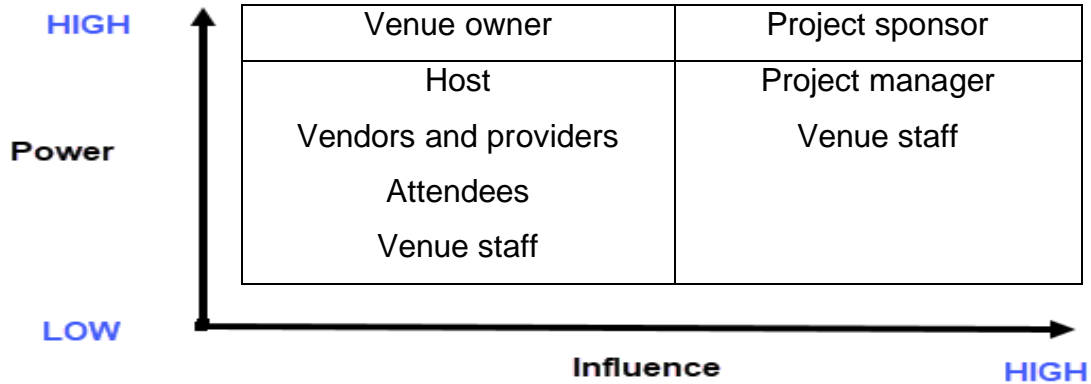 HIGH
Venue owner
Project sponsor
Host
Project manager
Vendors and providers
Venue staff
Power
Attendees
Venue staff
LOW
Influence
HIGH